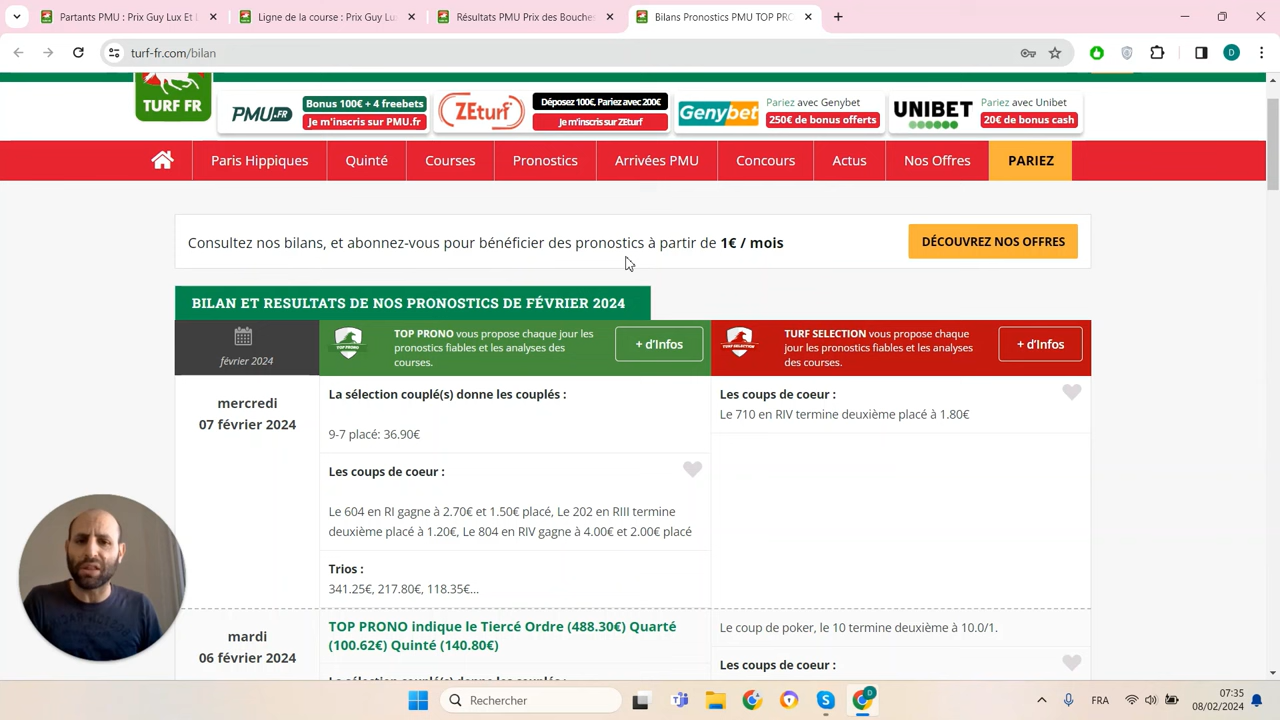 Partants PMU : Prix Guy Lux Et L
Ligne de la course : Prix Guy Lu
Résultats PMU Prix des Bouche
Bilans Pronostics PMU TOP PRO
turf-fr.com/bilan
TURF FR
PMU.FR
Bonus 100€ + 4 freebets
Je m'inscris sur PMU.fr
ZEturf
Déposez 100€, Pariez avec 200€
Je m'inscris sur ZEturf
Genybet
Pariez avec Genybet
250€ de bonus offerts
UNIBET
Pariez avec Unibet
20€ de bonus cash
Paris Hippiques
Quinté
Courses
Pronostics
Arrivées PMU
Concours
Actus
Nos Offres
PARIEZ
Consultez nos bilans, et abonnez-vous pour bénéficier des pronostics à partir de 1€ / mois
DÉCOUVREZ NOS OFFRES
BILAN ET RESULTATS DE NOS PRONOSTICS DE FÉVRIER 2024
février 2024
TOP PRONO
TOP PRONO vous propose chaque jour les
pronostics fiables et les analyses des
courses.
+ d'Infos
TURF SELECTION
TURF SELECTION vous propose chaque
jour les pronostics fiables et les analyses
des courses.
+ d'Infos
mercredi
07 février 2024
La sélection couplé(s) donne les couplés :
9-7 placé: 36.90€
Les coups de coeur :
Le 604 en RI gagne à 2.70€ et 1.50€ placé, Le 202 en RIII termine
deuxième placé à 1.20€, Le 804 en RIV gagne à 4.00€ et 2.00€ placé
Trios :
341.25€, 217.80€, 118.35€...
Les coups de coeur :
Le 710 en RIV termine deuxième placé à 1.80€
mardi
06 février 2024
TOP PRONO indique le Tiercé Ordre (488.30€) Quarté
(100.62€) Quinté (140.80€)
Le coup de poker, le 10 termine deuxième à 10.0/1.
Les coups de coeur :
Rechercher
FRA
07:35
08/02/2024